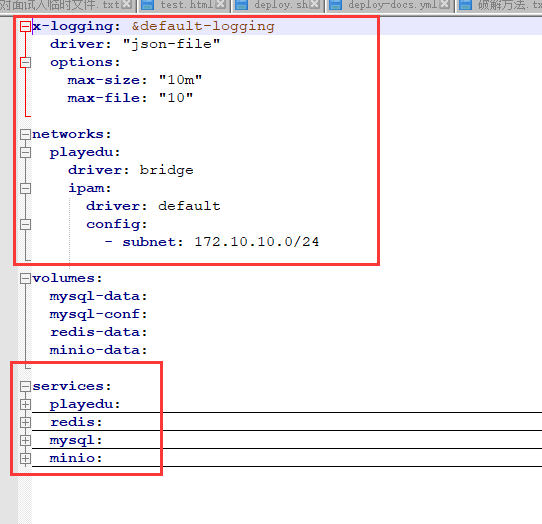 对面试人临时文件.txt test.html deploy.sh deploy-docs.yml 破解方法.tx
x-logging: &default-logging
  driver: "json-file"
  options:
    max-size: "10m"
    max-file: "10"
networks:
  playedu:
    driver: bridge
    ipam:
      driver: default
      config:
        - subnet: 172.10.10.0/24
volumes:
  mysql-data:
  mysql-conf:
  redis-data:
  minio-data:
services:
  playedu:
  redis:
  mysql:
  minio: